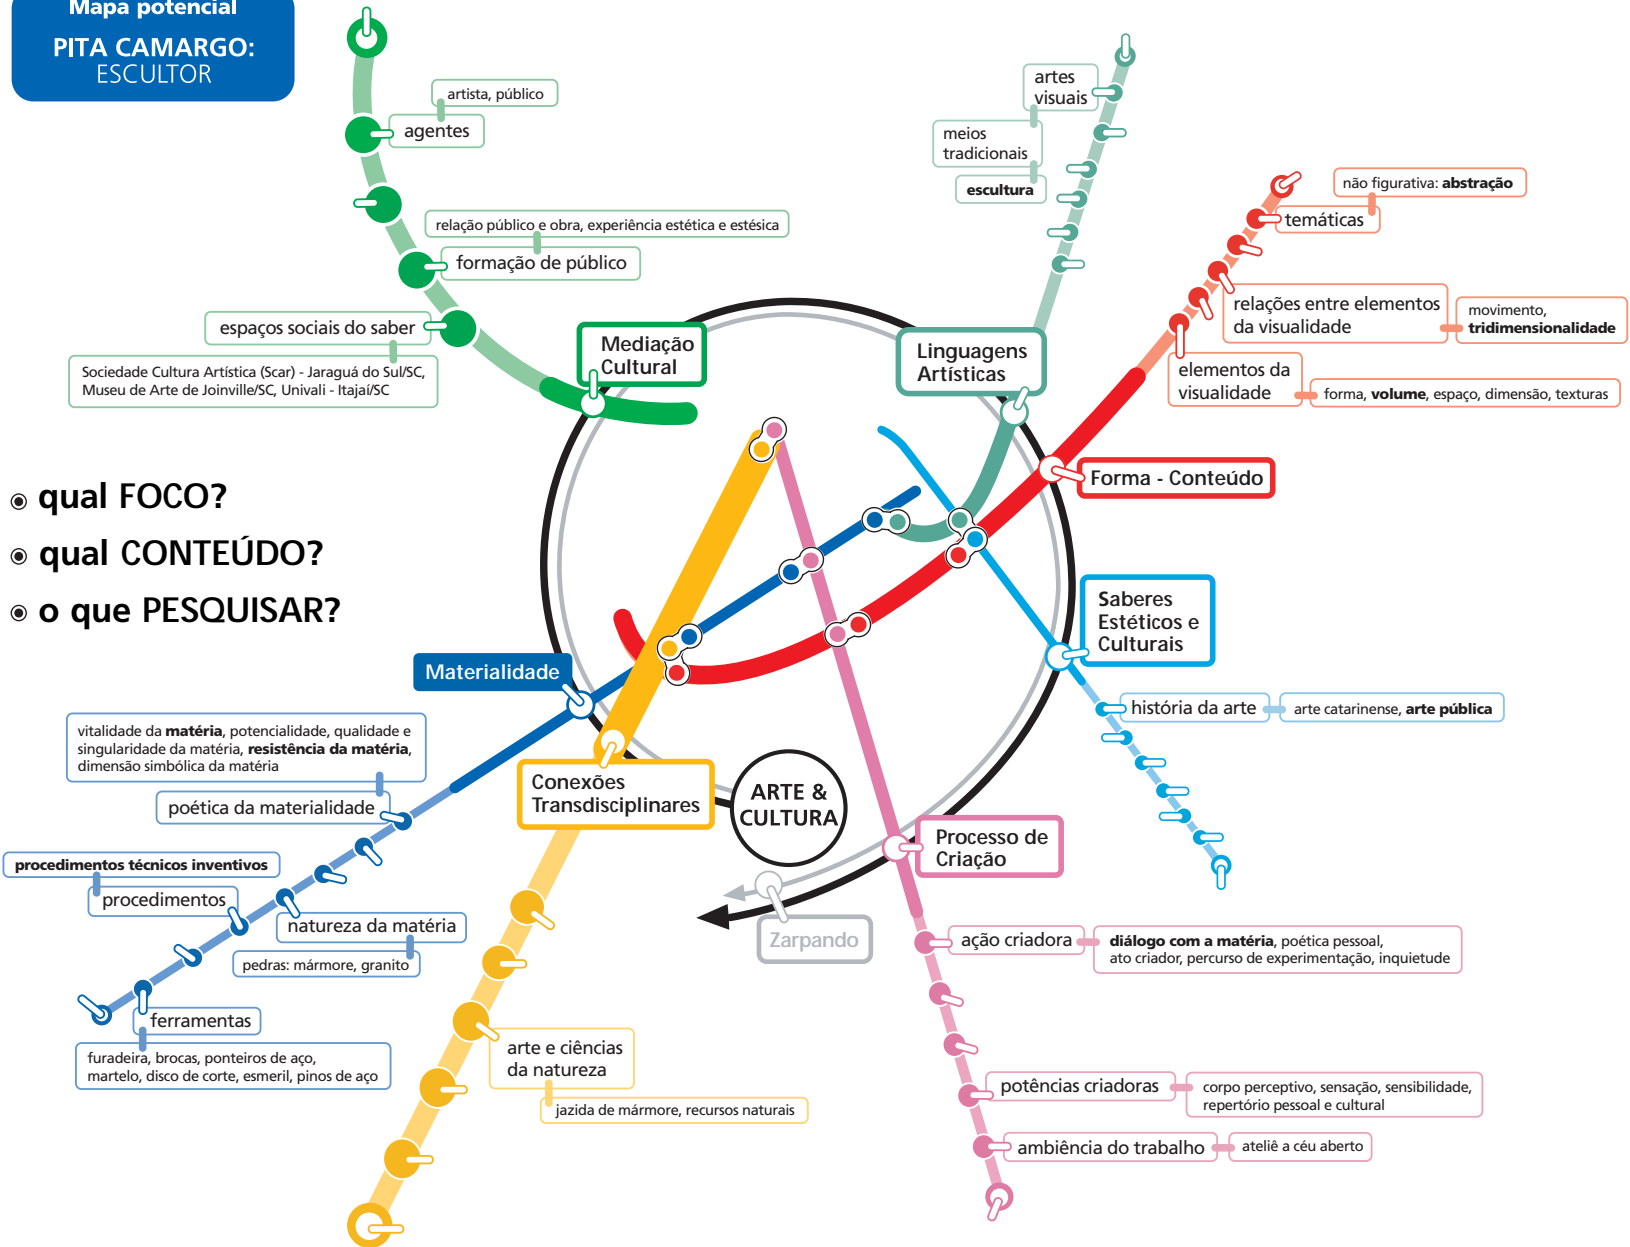 Mapa potencial
PITA CAMARGO:
ESCULTOR
artista, público
agentes
relação público e obra, experiência estética e estésica
formação de público
espaços sociais do saber
Sociedade Cultura Artística (Scar) - Jaraguá do Sul/SC,
Museu de Arte de Joinville/SC, Univali - Itajaí/SC
Mediação
Cultural
artes
visuais
meios
tradicionais
escultura
Linguagens
Artísticas
não figurativa: abstração
temáticas
relações entre elementos
da visualidade
movimento,
tridimensionalidade
elementos da
visualidade
forma, volume, espaço, dimensão, texturas
Forma - Conteúdo
qual FOCO?
qual CONTEÚDO?
o que PESQUISAR?
Saberes
Estéticos e
Culturais
história da arte
arte catarinense, arte pública
Materialidade
vitalidade da matéria, potencialidade, qualidade e
singularidade da matéria, resistência da matéria,
dimensão simbólica da matéria
poética da materialidade
procedimentos técnicos inventivos
procedimentos
natureza da matéria
pedras: mármore, granito
ferramentas
furadeira, brocas, ponteiros de aço,
martelo, disco de corte, esmeril, pinos de aço
Conexões
Transdisciplinares
arte e ciências
da natureza
jazida de mármore, recursos naturais
ARTE &
CULTURA
Zarpando
Processo de
Criação
ação criadora
diálogo com a matéria, poética pessoal,
ato criador, percurso de experimentação, inquietude
potências criadoras
corpo perceptivo, sensação, sensibilidade,
repertório pessoal e cultural
ambiência do trabalho
ateliê a céu aberto